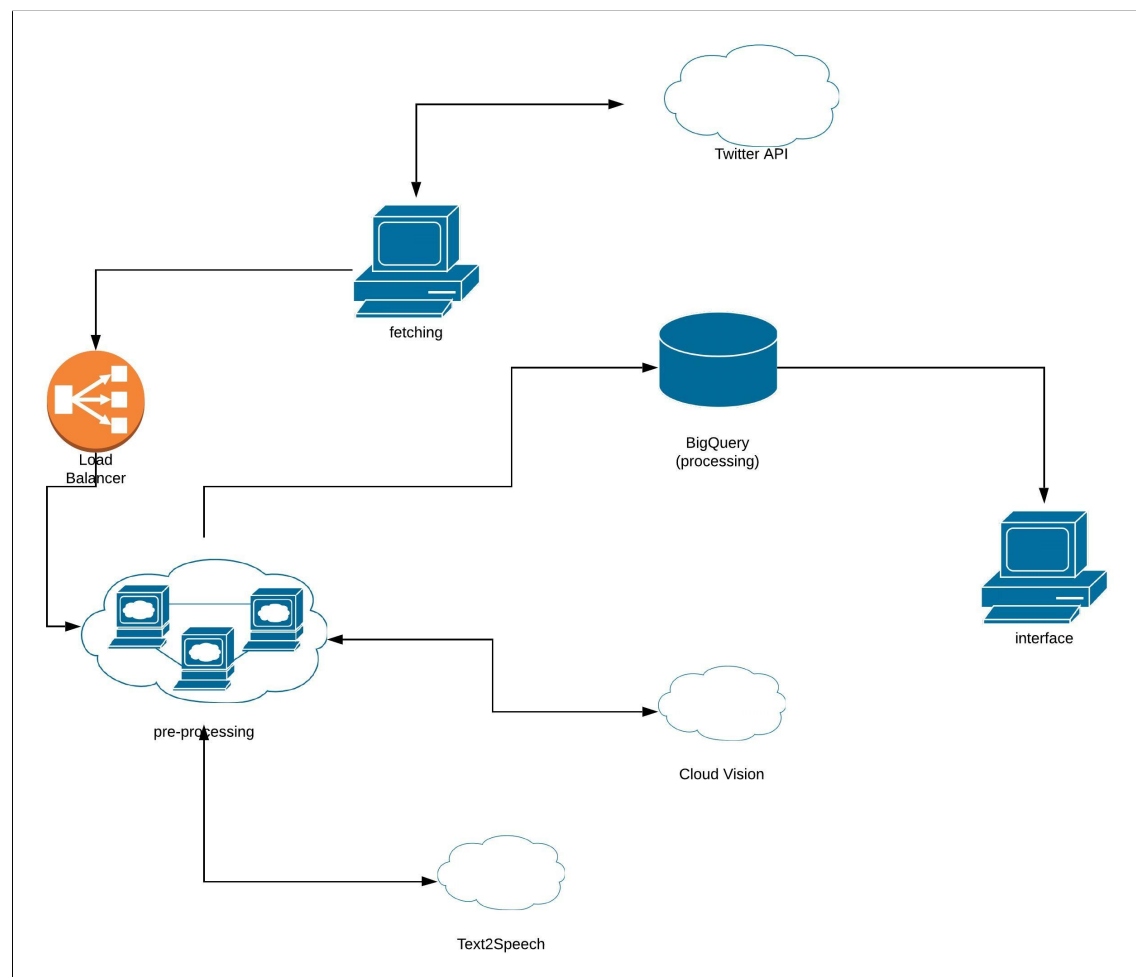 Twitter API
fetching
Load
Balancer
BigQuery
(processing)
interface
pre-processing
Cloud Vision
Text2Speech